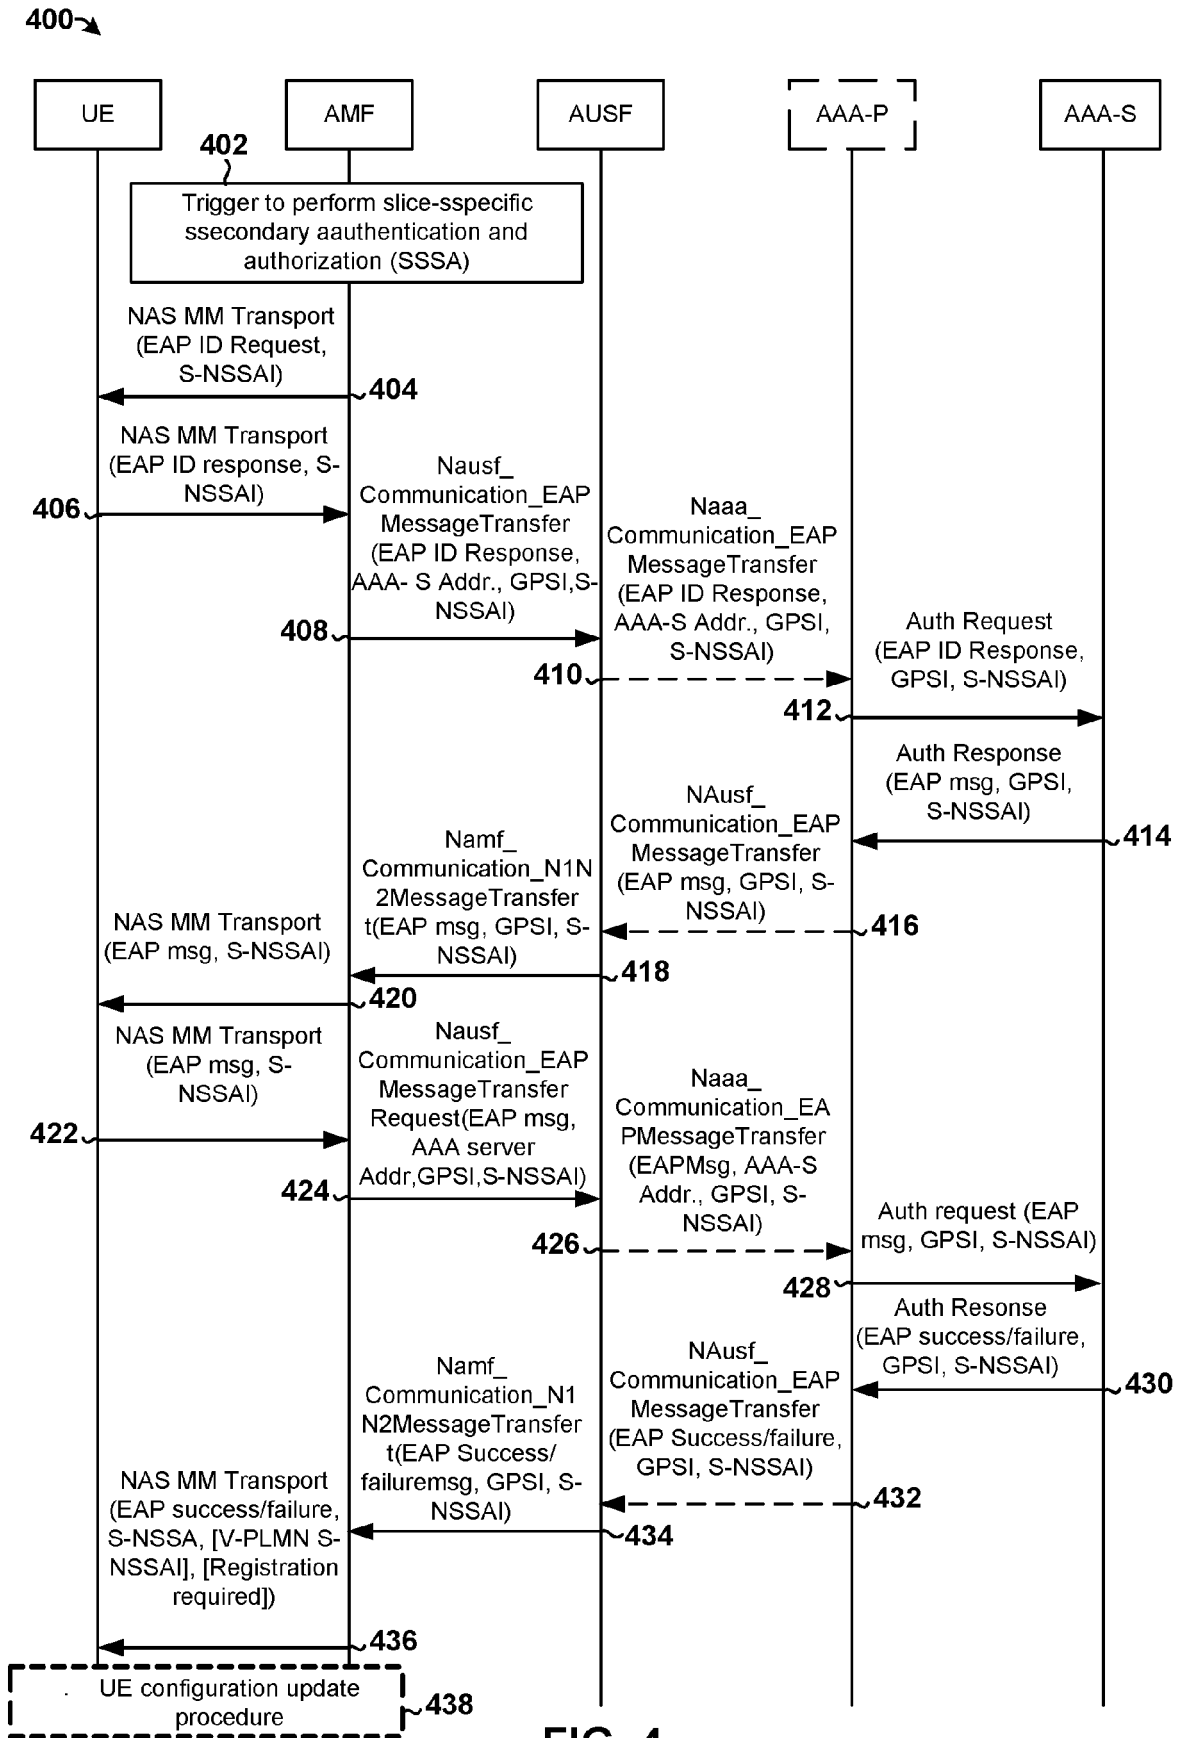 400
UE
AMF
AUSF
AAA-P
AAA-S
402
Trigger to perform slice-sspecific
ssecondary aauthentication and
authorization (SSSA)
NAS MM Transport
(EAP ID Request,
S-NSSAI)
404
NAS MM Transport
(EAP ID response, S-
NSSAI)
406
Nausf_
Communication_EAP
MessageTransfer
(EAP ID Response,
AAA- S Addr., GPSI,S-
NSSAI)
408
Naaa_
Communication_EAP
MessageTransfer
(EAP ID Response,
AAA-S Addr., GPSI,
S-NSSAI)
410
Auth Request
(EAP ID Response,
GPSI, S-NSSAI)
412
Auth Response
(EAP msg, GPSI,
S-NSSAI)
414
NAusf_
Communication_EAP
MessageTransfer
(EAP msg, GPSI, S-
NSSAI)
416
Namf_
Communication_N1N
2MessageTransfer
t(EAP msg, GPSI, S-
NSSAI)
418
NAS MM Transport
(EAP msg, S-NSSAI)
420
NAS MM Transport
(EAP msg, S-
NSSAI)
422
Nausf_
Communication_EAP
MessageTransfer
Request(EAP msg,
AAA server
Addr,GPSI,S-NSSAI)
424
Naaa_
Communication_EA
PMessageTransfer
(EAPMsg, AAA-S
Addr., GPSI, S-
NSSAI)
426
Auth request (EAP
msg, GPSI, S-NSSAI)
428
Auth Resonse
(EAP success/failure,
GPSI, S-NSSAI)
430
NAusf_
Communication_EAP
MessageTransfer
(EAP Success/failure,
GPSI, S-NSSAI)
432
Namf_
Communication_N1
N2MessageTransfer
t(EAP Success/
failuremsg, GPSI, S-
NSSAI)
434
NAS MM Transport
(EAP success/failure,
S-NSSA, [V-PLMN S-
NSSAI], [Registration
required])
436
UE configuration update
procedure
438
FIG. 4